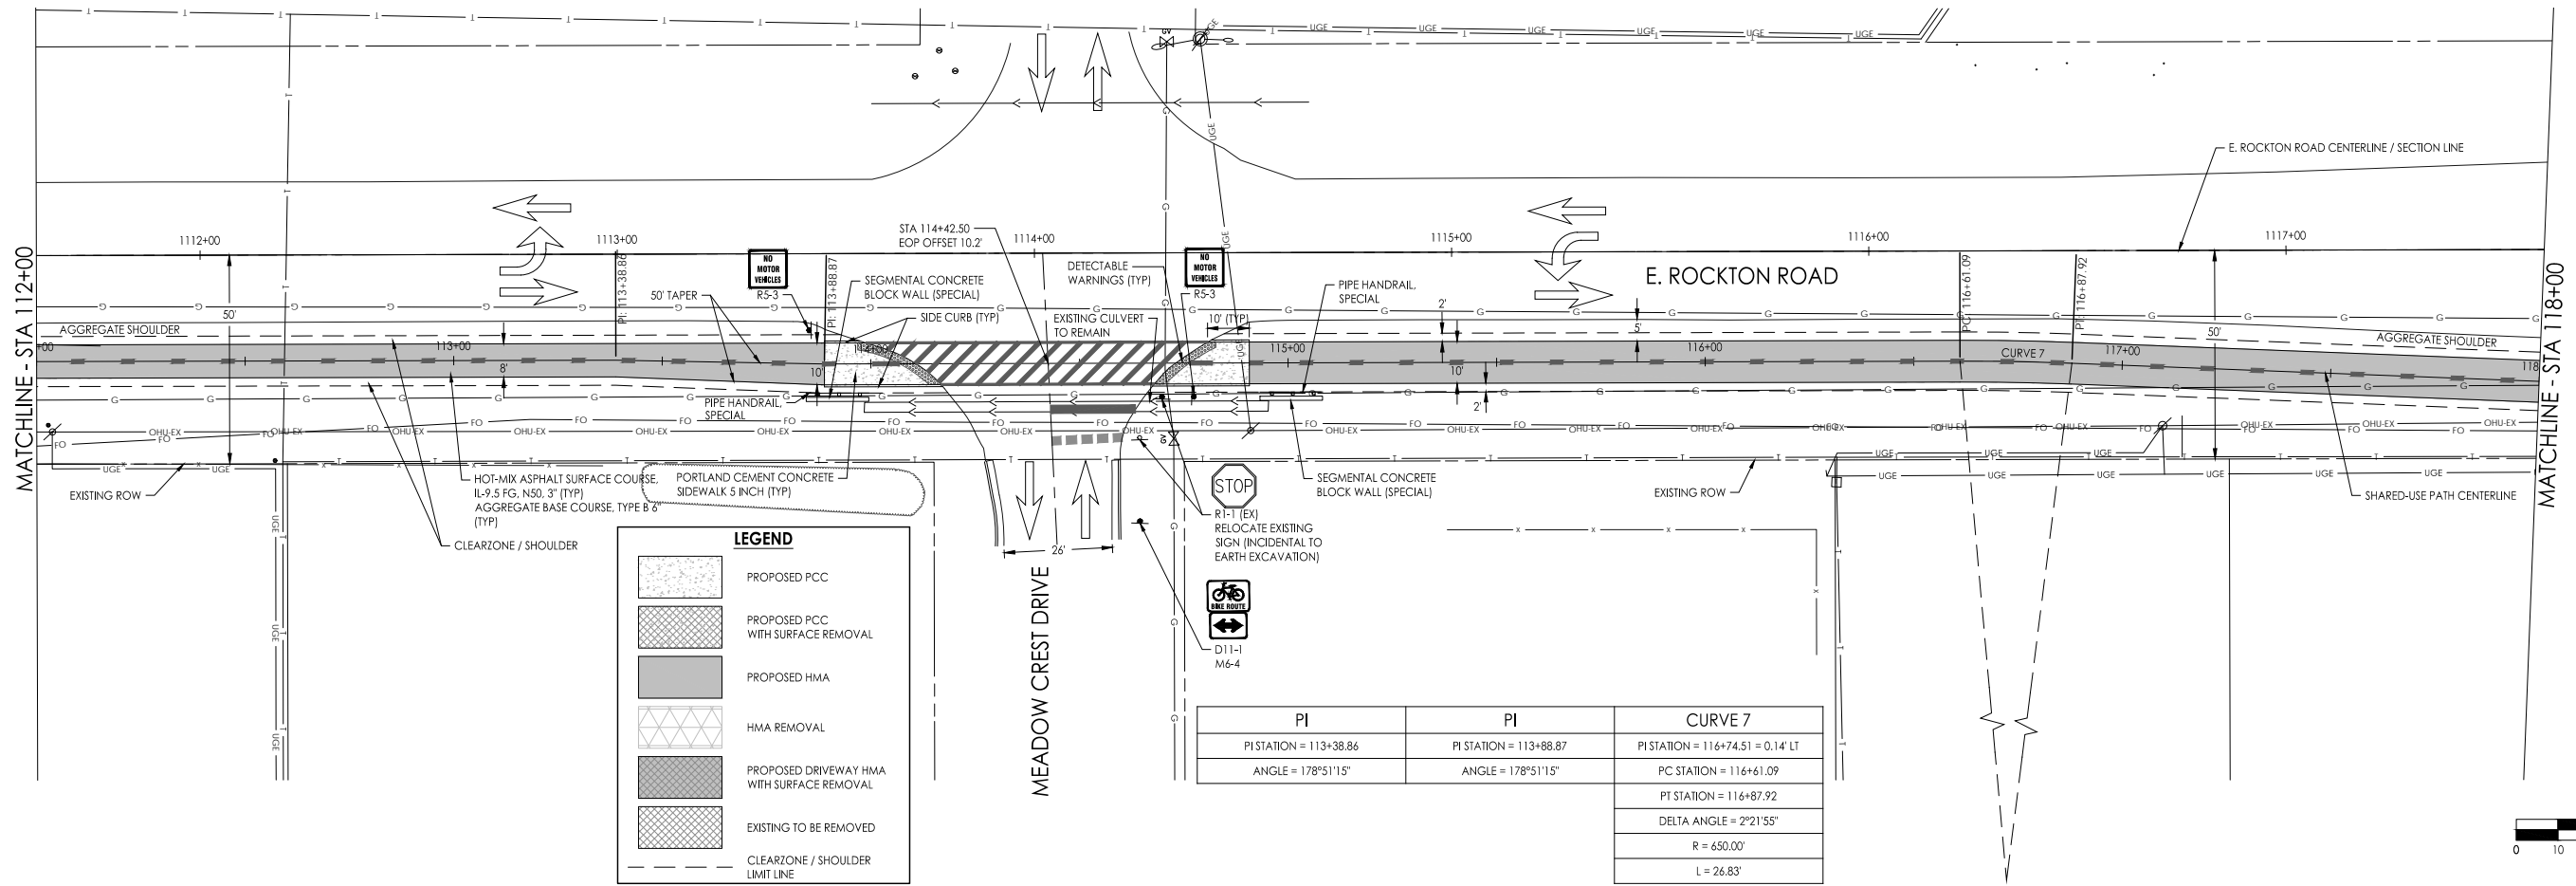 MATCHLINE - STA 112+00
MATCHLINE - STA 118+00
E. ROCKTON ROAD CENTERLINE / SECTION LINE
1112+00
1113+00
1114+00
1115+00
1116+00
1117+00
E. ROCKTON ROAD
PI: 113+38.86
PI: 113+88.87
PC: 116+61.09
PI: 116+87.92
NO
MOTOR
VEHICLES
R5-3
STA 114+42.50
EOP OFFSET 10.2'
SEGMENTAL CONCRETE
BLOCK WALL (SPECIAL)
SIDE CURB (TYP)
DETECTABLE
WARNINGS (TYP)
EXISTING CULVERT
TO REMAIN
NO
MOTOR
VEHICLES
R5-3
10' (TYP)
PIPE HANDRAIL,
SPECIAL
50' TAPER
50'
2'
5'
50'
AGGREGATE SHOULDER
AGGREGATE SHOULDER
+00
113+00
114+00
115+00
116+00
CURVE 7
117+00
118
8'
10'
10'
2'
PIPE HANDRAIL,
SPECIAL
EXISTING ROW
HOT-MIX ASPHALT SURFACE COURSE,
IL-9.5 FG, N50, 3" (TYP)
AGGREGATE BASE COURSE, TYPE B 6"
(TYP)
CLEARZONE / SHOULDER
PORTLAND CEMENT CONCRETE
SIDEWALK 5 INCH (TYP)
STOP
R1-1 (EX)
RELOCATE EXISTING
SIGN (INCIDENTAL TO
EARTH EXCAVATION)
SEGMENTAL CONCRETE
BLOCK WALL (SPECIAL)
EXISTING ROW
SHARED-USE PATH CENTERLINE
BIKE ROUTE
D11-1
M6-4
26'
MEADOW CREST DRIVE
LEGEND
PROPOSED PCC
PROPOSED PCC
WITH SURFACE REMOVAL
PROPOSED HMA
HMA REMOVAL
PROPOSED DRIVEWAY HMA
WITH SURFACE REMOVAL
EXISTING TO BE REMOVED
CLEARZONE / SHOULDER
LIMIT LINE
PI PI CURVE 7
PI STATION = 113+38.86 PI STATION = 113+88.87 PI STATION = 116+74.51 = 0.14' LT
ANGLE = 178°51'15" ANGLE = 178°51'15" PC STATION = 116+61.09
PT STATION = 116+87.92
DELTA ANGLE = 2°21'55"
R = 650.00'
L = 26.83'
0 10